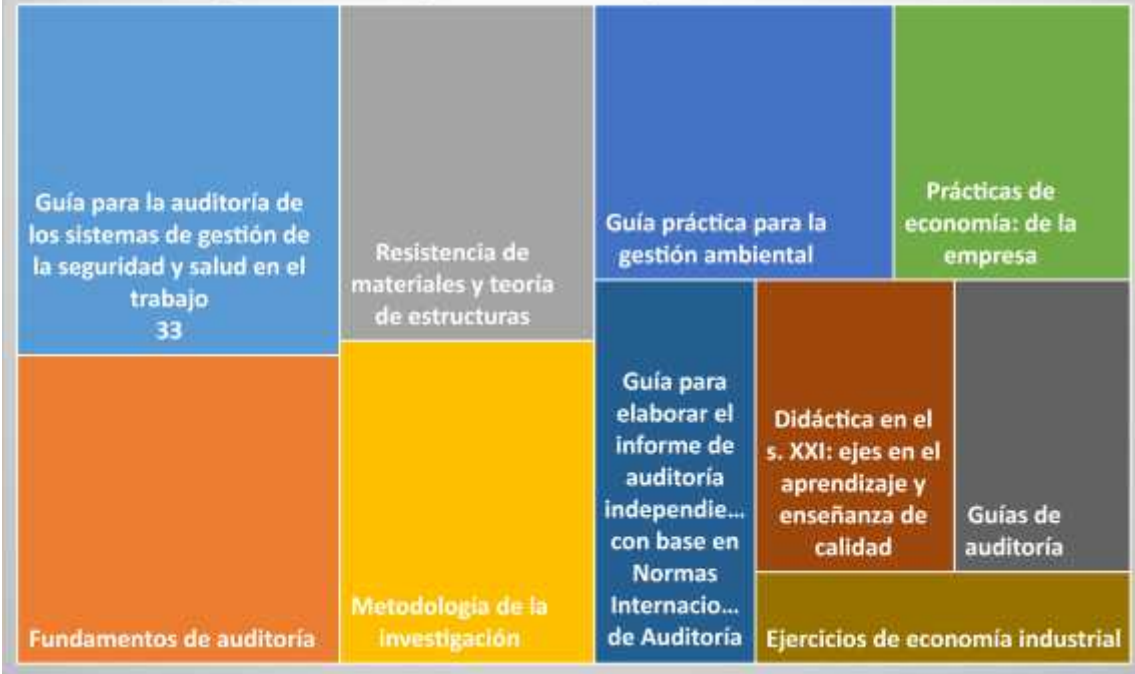 Guía para la auditoría de
los sistemas de gestión de
la seguridad y salud en el
trabajo
33
Fundamentos de auditoría
Resistencia de
materiales y teoría
de estructuras
Metodología de la
investigación
Guía práctica para la
gestión ambiental
Prácticas de
economía: de la
empresa
Guía para
elaborar el
informe de
auditoría
independie...
con base en
Normas
Internacio...
de Auditoría
Didáctica en el
s. XXI: ejes en el
aprendizaje y
enseñanza de
calidad
Guías de
auditoría
Ejercicios de economía industrial